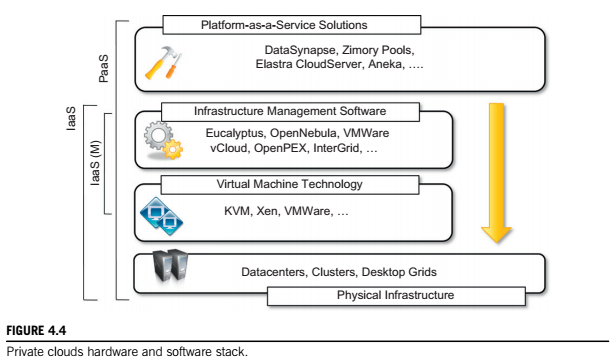 Platform-as-a-Service Solutions
DataSynapse, Zimory Pools,
Elastra CloudServer, Aneka, ....
PaaS
IaaS
IaaS (M)
Infrastructure Management Software
Eucalyptus, OpenNebula, VMWare
vCloud, OpenPEX, InterGrid, ...
Virtual Machine Technology
KVM, Xen, VMWare, ...
Datacenters, Clusters, Desktop Grids
Physical Infrastructure
FIGURE 4.4
Private clouds hardware and software stack.